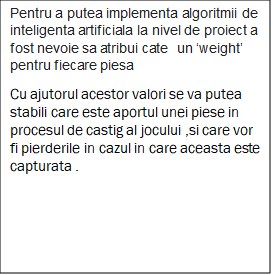 Pentru a putea implementa algoritmii de
inteligenta artificiala la nivel de proiect a
fost nevoie sa atribui cate un ‘weight’
pentru fiecare piesa
Cu ajutorul acestor valori se va putea
stabili care este aportul unei piese in
procesul de castig al jocului ,si care vor
fi pierderile in cazul in care aceasta este
capturata .